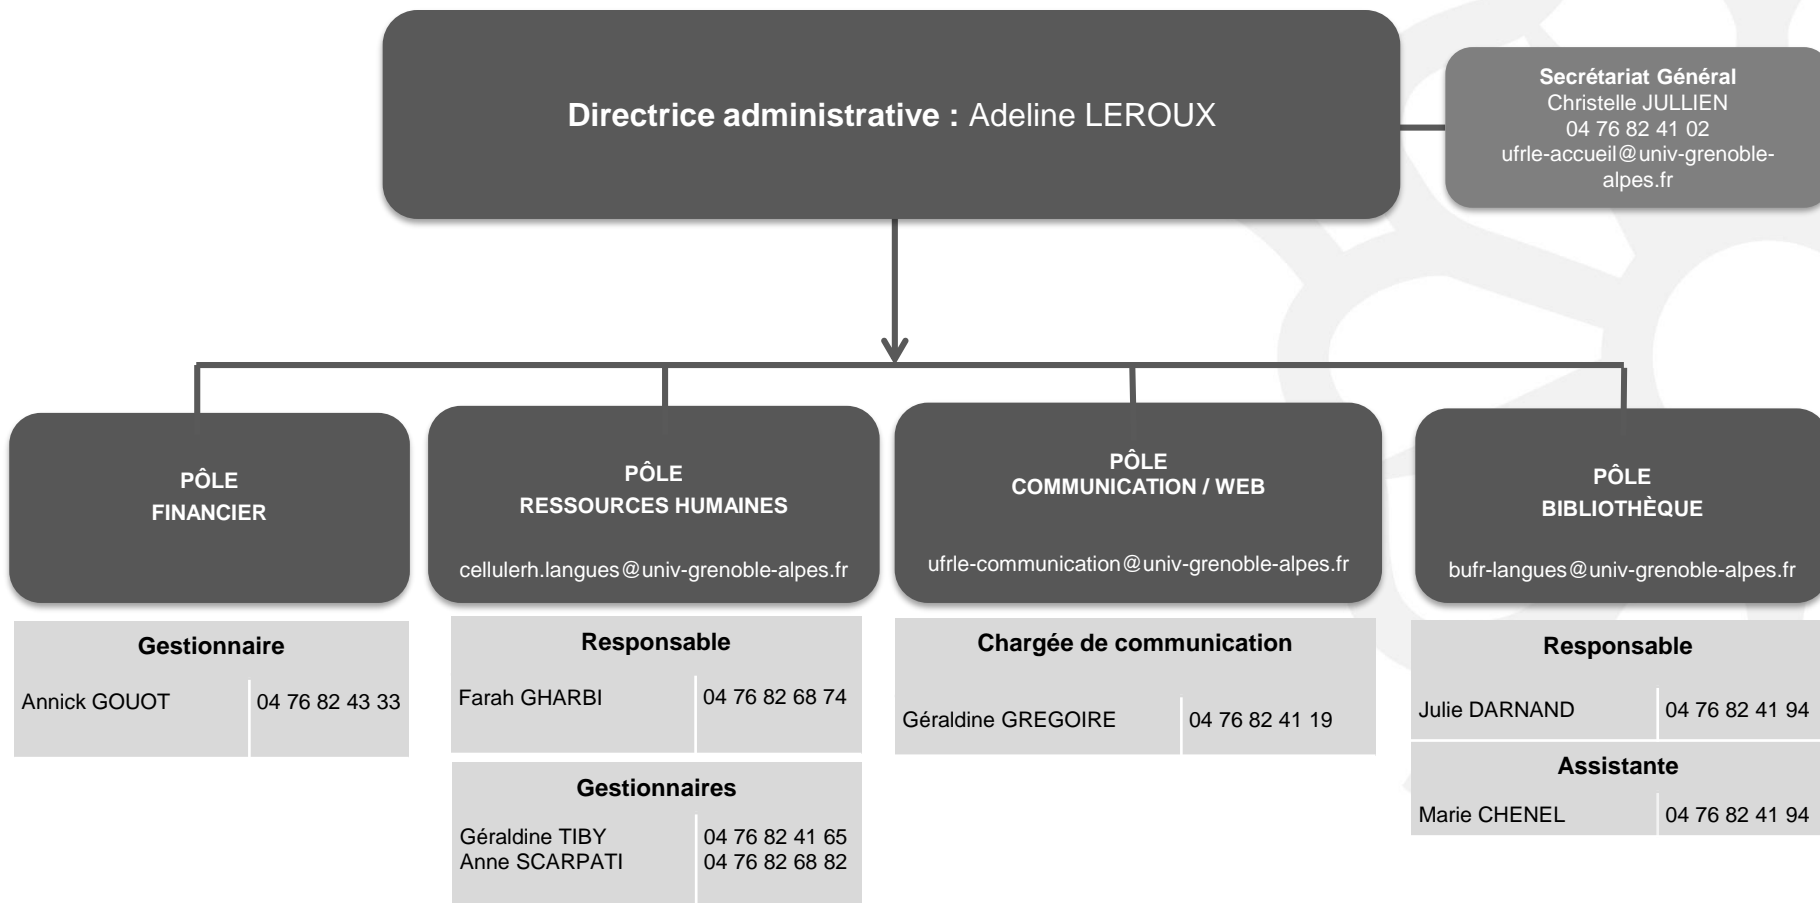 Directrice administrative : Adeline LEROUX
Secrétariat Général
Christelle JULLIEN
04 76 82 41 02
ufrle-accueil@univ-grenoble-
alpes.fr
PÔLE
FINANCIER
Gestionnaire
Annick GOUOT 04 76 82 43 33
PÔLE
RESSOURCES HUMAINES
cellulerh.langues@univ-grenoble-alpes.fr
Responsable
Farah GHARBI 04 76 82 68 74
Gestionnaires
Géraldine TIBY 04 76 82 41 65
Anne SCARPATI 04 76 82 68 82
PÔLE
COMMUNICATION / WEB
ufrle-communication@univ-grenoble-alpes.fr
Chargée de communication
Géraldine GREGOIRE 04 76 82 41 19
PÔLE
BIBLIOTHÈQUE
bufr-langues@univ-grenoble-alpes.fr
Responsable
Julie DARNAND 04 76 82 41 94
Assistante
Marie CHENEL 04 76 82 41 94